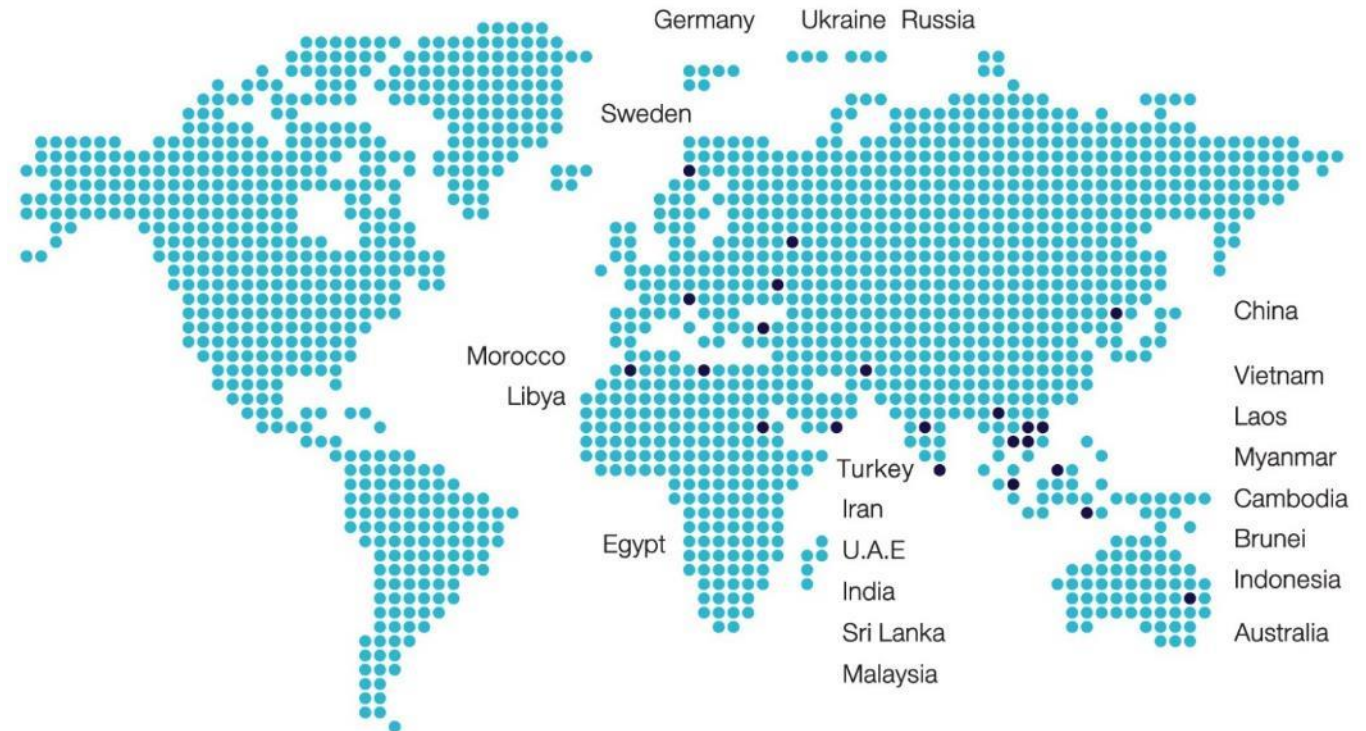 Germany Ukraine Russia
Sweden
China
Morocco
Libya
Vietnam
Laos
Myanmar
Cambodia
Brunei
Indonesia
Australia
Turkey
Iran
U.A.E
India
Sri Lanka
Malaysia
Egypt